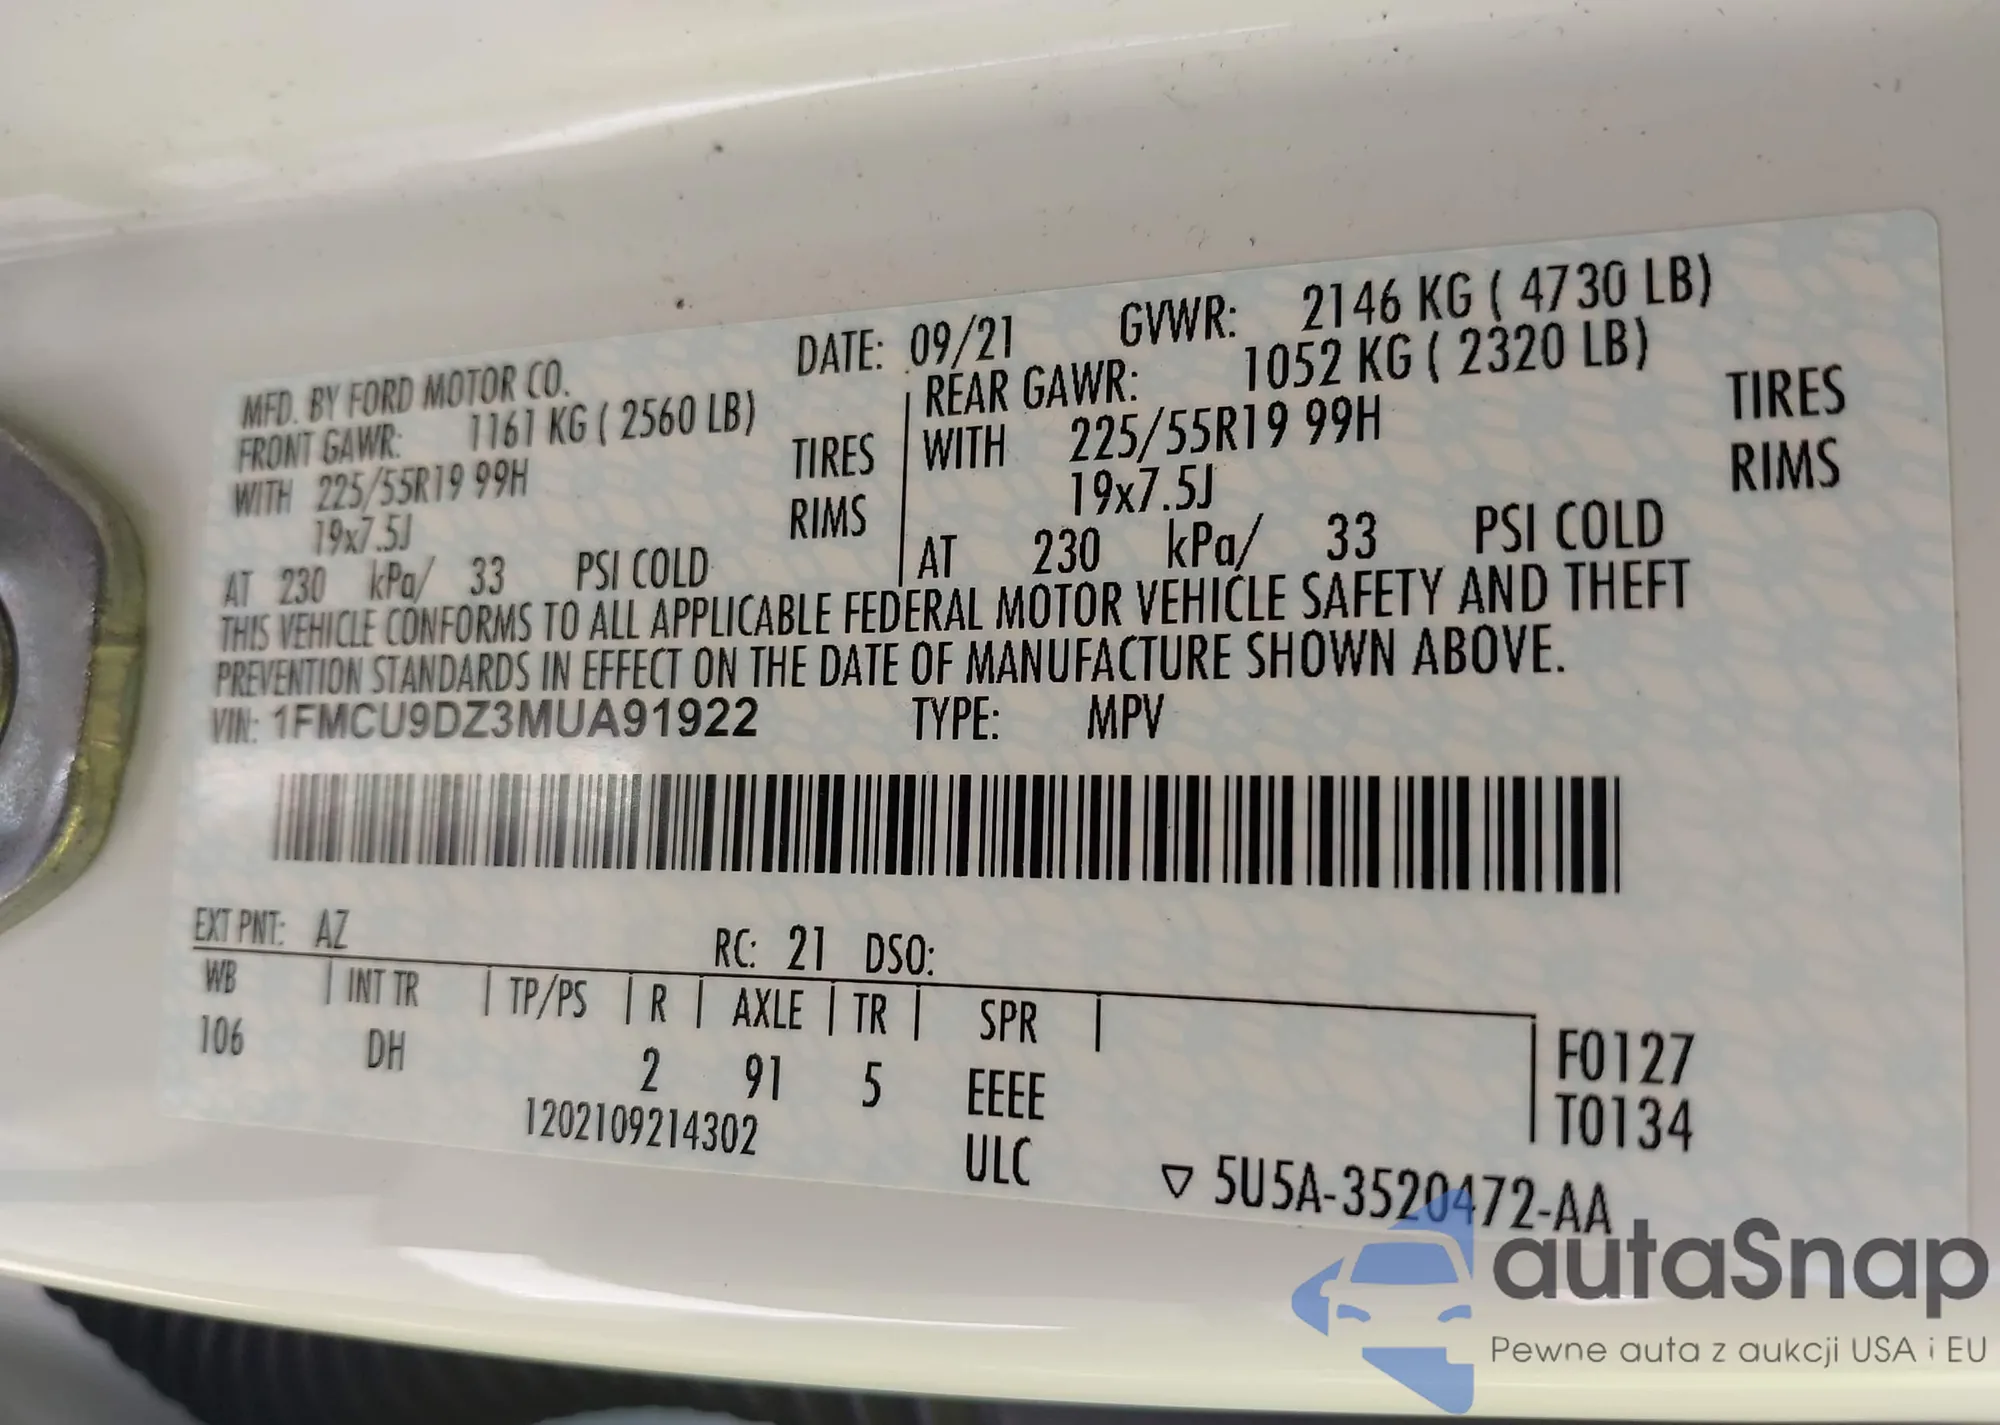 MFD. BY FORD MOTOR CO. DATE: 09/21 GVWR: 2146 KG ( 4730 LB)
FRONT GAWR: 1161 KG ( 2560 LB) REAR GAWR: 1052 KG ( 2320 LB)
WITH 225/55R19 99H TIRES WITH 225/55R19 99H TIRES
19x7.5J RIMS 19x7.5J RIMS
AT 230 kPa/ 33 PSI COLD AT 230 kPa/ 33 PSI COLD
THIS VEHICLE CONFORMS TO ALL APPLICABLE FEDERAL MOTOR VEHICLE SAFETY AND THEFT
PREVENTION STANDARDS IN EFFECT ON THE DATE OF MANUFACTURE SHOWN ABOVE.
VIN: 1FMCU9DZ3MUA91922 TYPE: MPV
EXT PNT: AZ RC: 21 DSO:
WB INT TR TP/PS R AXLE TR SPR
106 DH 2 91 5 EEEE F0127
1202109214302 ULC T0134
▽ 5U5A-3520472-AA
autaSnap
Pewne auta z aukcji USA i EU